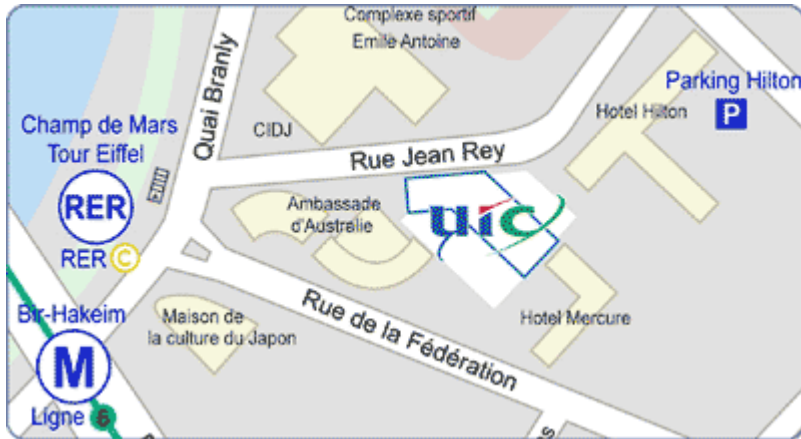 Complexe sportif
Emile Antoine
Quai Branly
Parking Hilton
P
Hotel Hilton
Champ de Mars
Tour Eiffel
CIDJ
Rue Jean Rey
RER
RER C
Ambassade
d'Australie
uic
Bir-Hakeim
M
Ligne 6
Maison de
la culture du Japon
Rue de la Fédération
Hotel Mercure